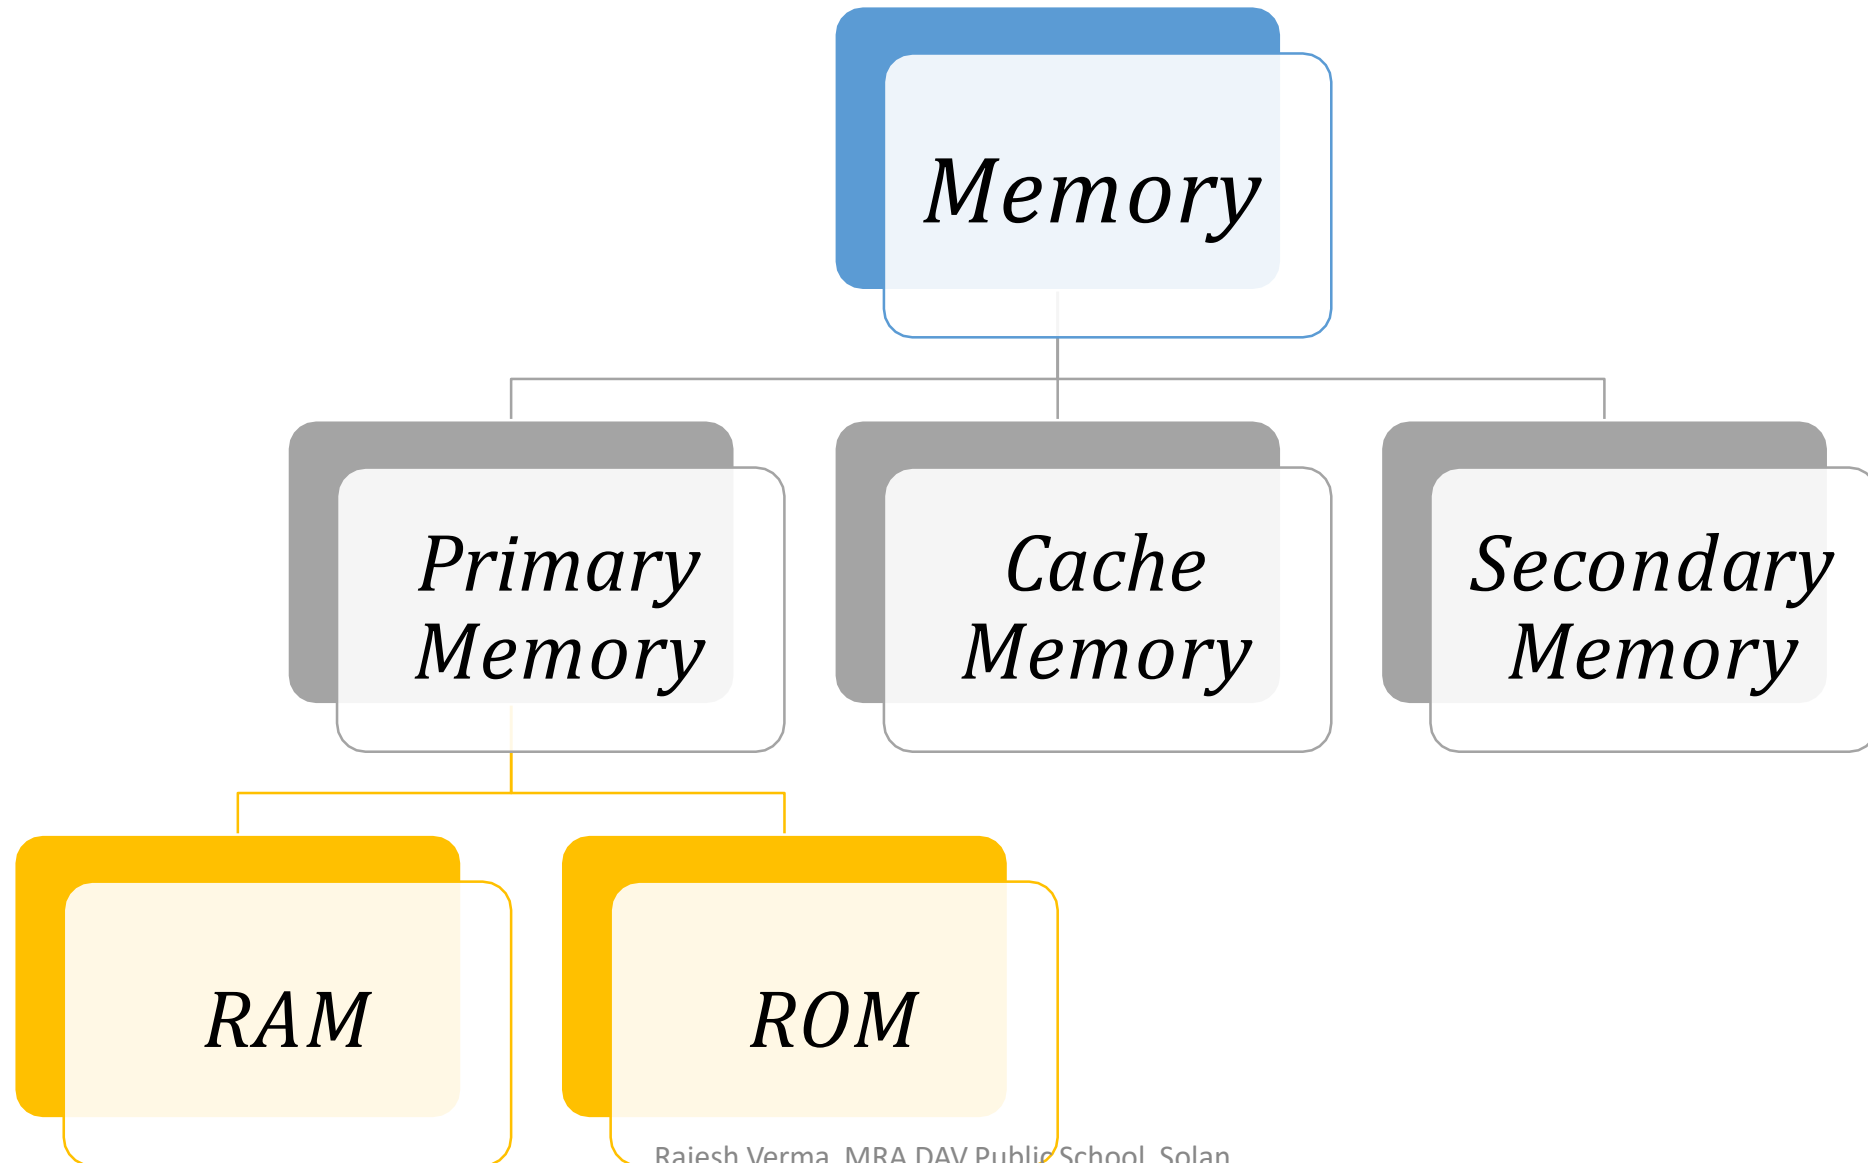 Memory
Primary
Memory
Cache
Memory
Secondary
Memory
RAM
ROM
Rajesh Verma, MRA DAV Public School, Solan